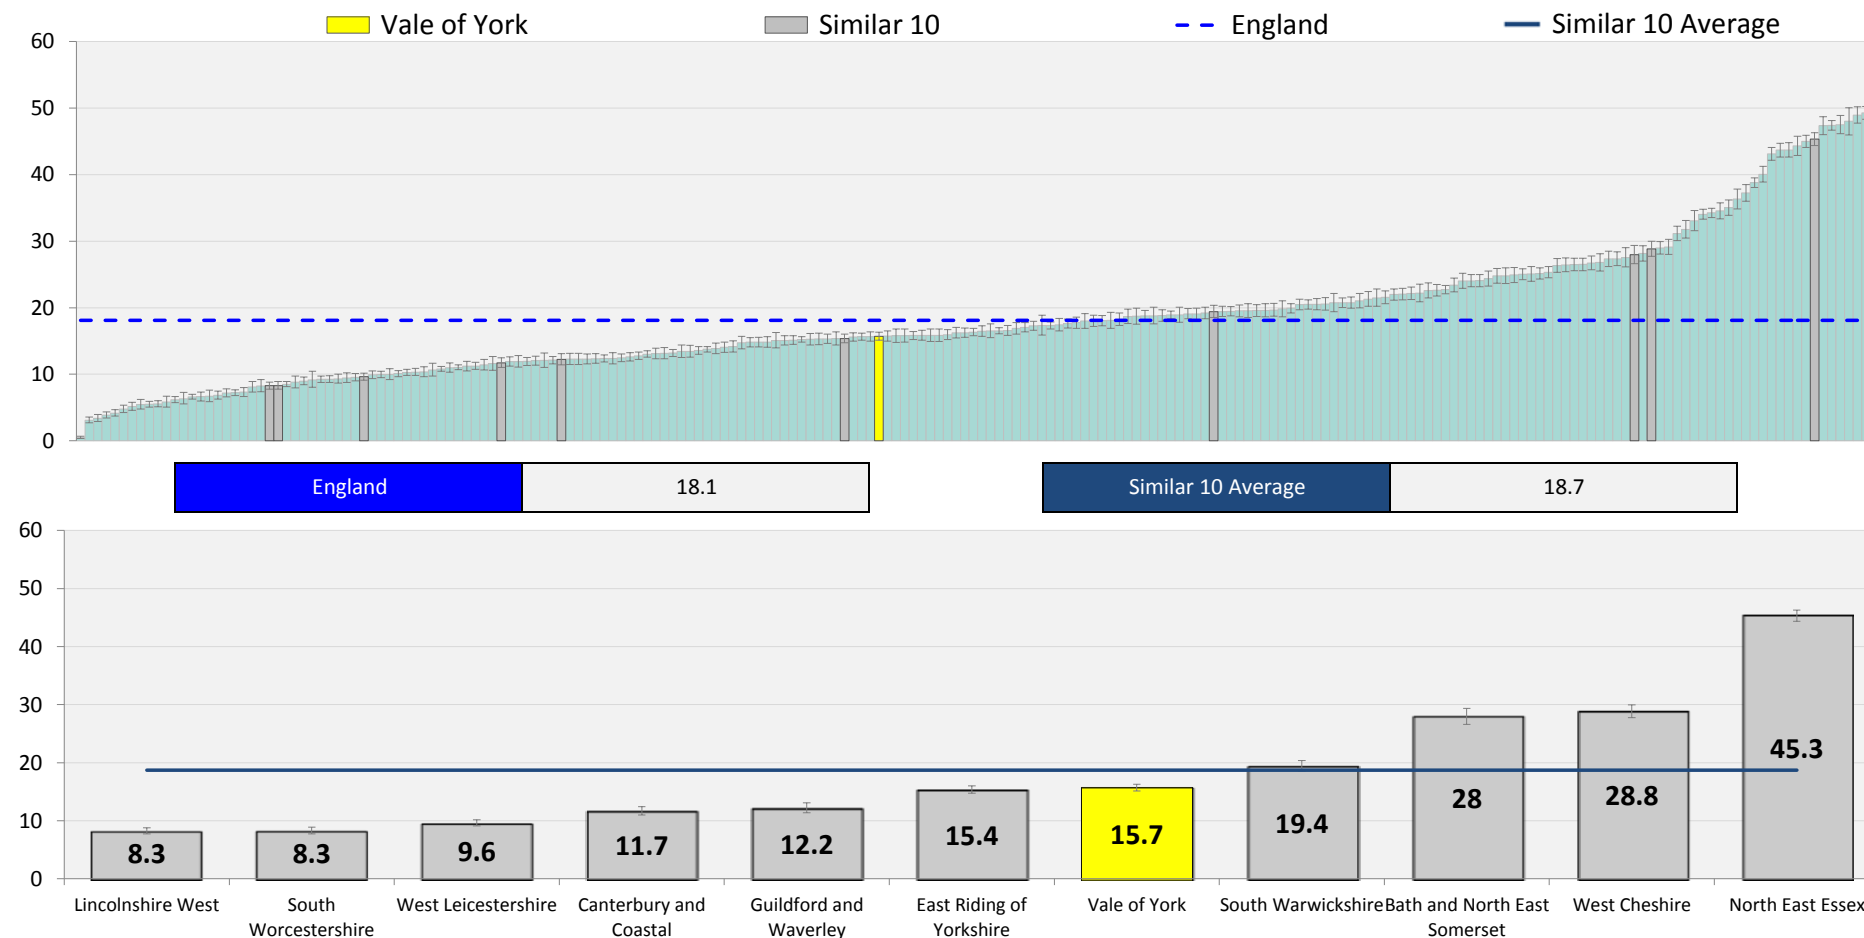 Vale of York
Similar 10
England
Similar 10 Average
60
50
40
30
20
10
0
England
18.1
Similar 10 Average
18.7
60
50
40
30
20
10
0
8.3
8.3
9.6
11.7
12.2
15.4
15.7
19.4
28
28.8
45.3
Lincolnshire West
South
Worcestershire
West Leicestershire
Canterbury and
Coastal
Guildford and
Waverley
East Riding of
Yorkshire
Vale of York
South Warwickshire
Bath and North East
Somerset
West Cheshire
North East Essex